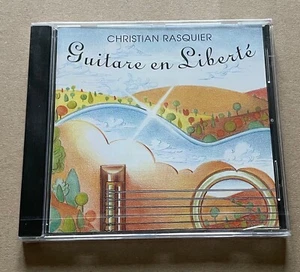 CHRISTIAN RASQUIER
Guitare en Liberté